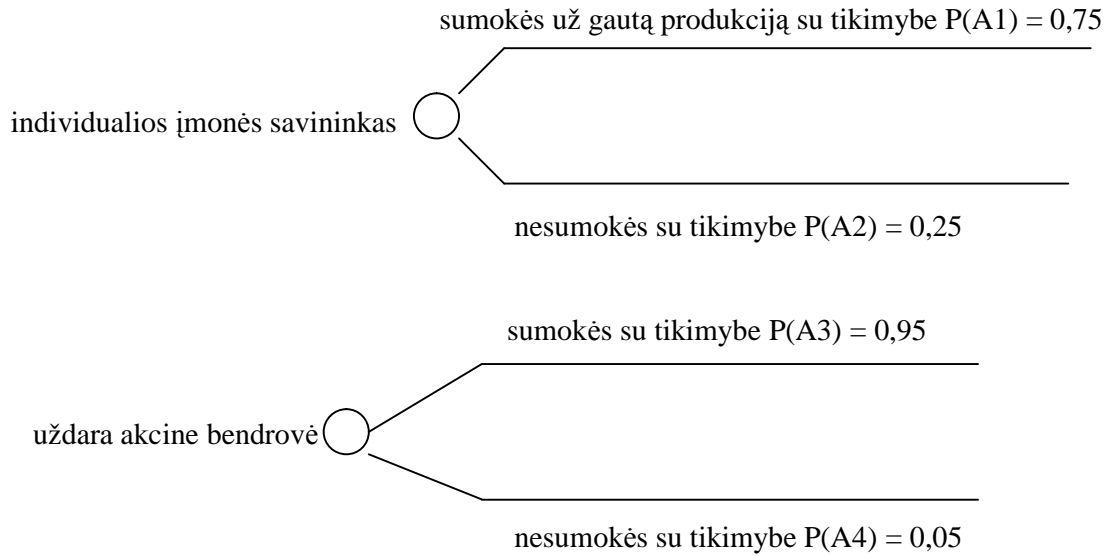 sumokės už gautą produkciją su tikimybe P(A1) = 0,75
individualios įmonės savininkas
nesumokės su tikimybe P(A2) = 0,25
sumokės su tikimybe P(A3) = 0,95
uždara akcine bendrovė
nesumokės su tikimybe P(A4) = 0,05